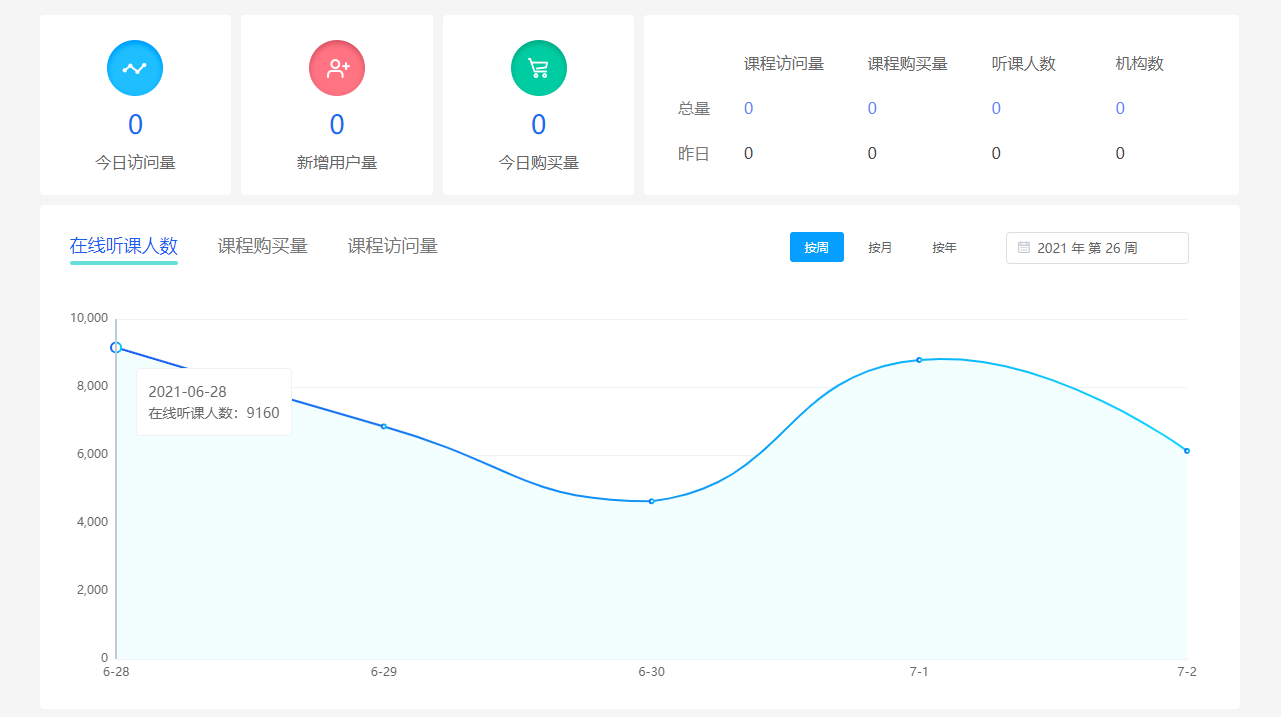 0
今日访问量
0
新增用户量
0
今日购买量
课程访问量 课程购买量 听课人数 机构数
总量 0 0 0 0
昨日 0 0 0 0
在线听课人数 课程购买量 课程访问量
按周 按月 按年 2021 年 第 26 周
10,000
8,000
6,000
4,000
2,000
0
2021-06-28
在线听课人数：9160
6-28 6-29 6-30 7-1 7-2